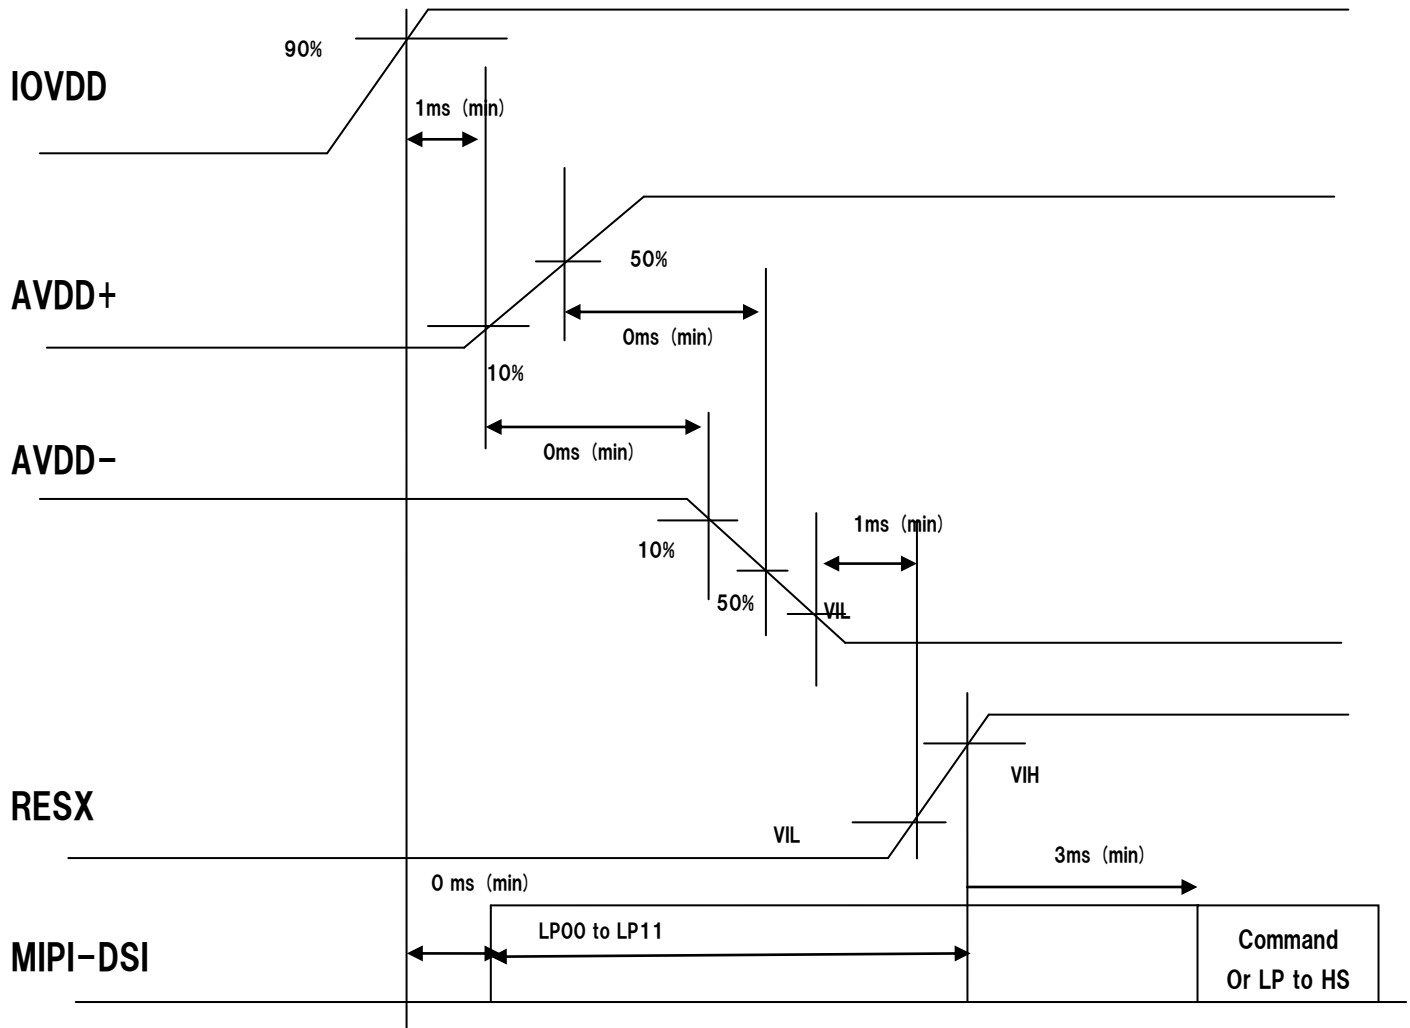 90%
IOVDD
1ms (min)
50%
AVDD+
0ms (min)
10%
0ms (min)
AVDD-
1ms (min)
10%
50%
VIL
VIH
RESX
VIL
3ms (min)
0 ms (min)
LP00 to LP11
MIPI-DSI
Command
Or LP to HS